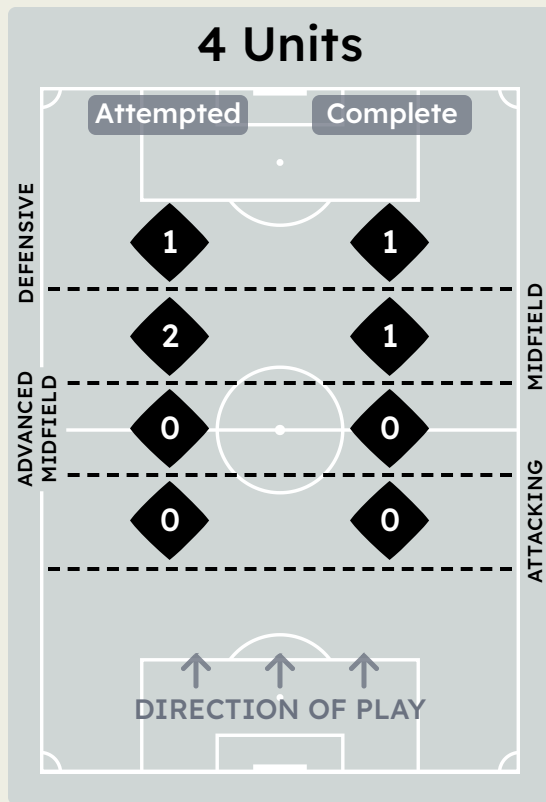 4 Units
Attempted Complete
DEFENSIVE
1 1
MIDFIELD
2 1
ADVANCED
MIDFIELD
0 0
ATTACKING
0 0
DIRECTION OF PLAY